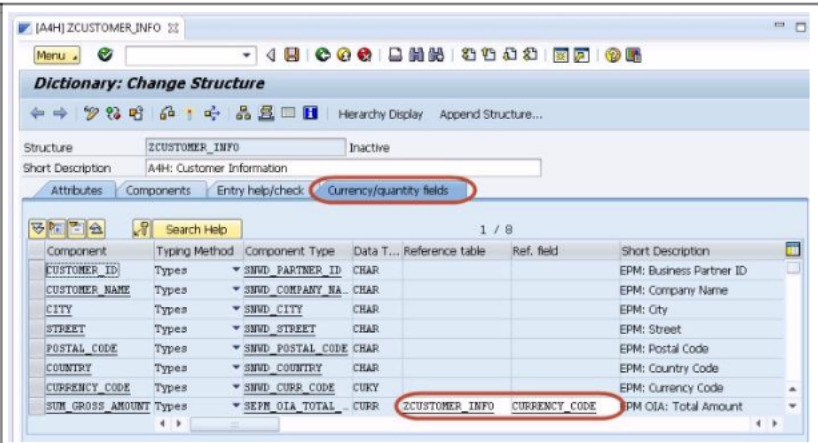 [A4H] ZCUSTOMER_INFO
Menu
Dictionary: Change Structure
Hierarchy Display Append Structure...
Structure ZCUSTOMER_INFO Inactive
Short Description A4H: Customer Information
Attributes Components Entry help/check Currency/quantity fields
Search Help 1 / 8
Component Typing Method Component Type Data T... Reference table Ref. field Short Description
CUSTOMER_ID Types SNWD_PARTNER_ID CHAR EPM: Business Partner ID
CUSTOMER_NAME Types SNWD_COMPANY_NA… CHAR EPM: Company Name
CITY Types SNWD_CITY CHAR EPM: City
STREET Types SNWD_STREET CHAR EPM: Street
POSTAL_CODE Types SNWD_POSTAL_CODE CHAR EPM: Postal Code
COUNTRY Types SNWD_COUNTRY CHAR EPM: Country Code
CURRENCY_CODE Types SNWD_CURR_CODE CUKY EPM: Currency Code
SUM_GROSS_AMOUNT Types SEPM_OIA_TOTAL_… CURR ZCUSTOMER_INFO CURRENCY_CODE EPM OIA: Total Amount